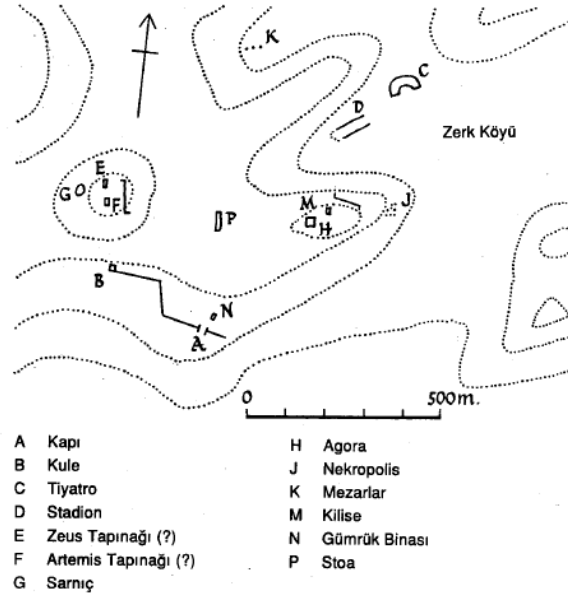 K
C
D
Zerk Köyü
E
G
F
M
J
P
H
B
N
A
0 500 m.
A Kapı
B Kule
C Tiyatro
D Stadion
E Zeus Tapınağı (?)
F Artemis Tapınağı (?)
G Sarnıç
H Agora
J Nekropolis
K Mezarlar
M Kilise
N Gümrük Binası
P Stoa